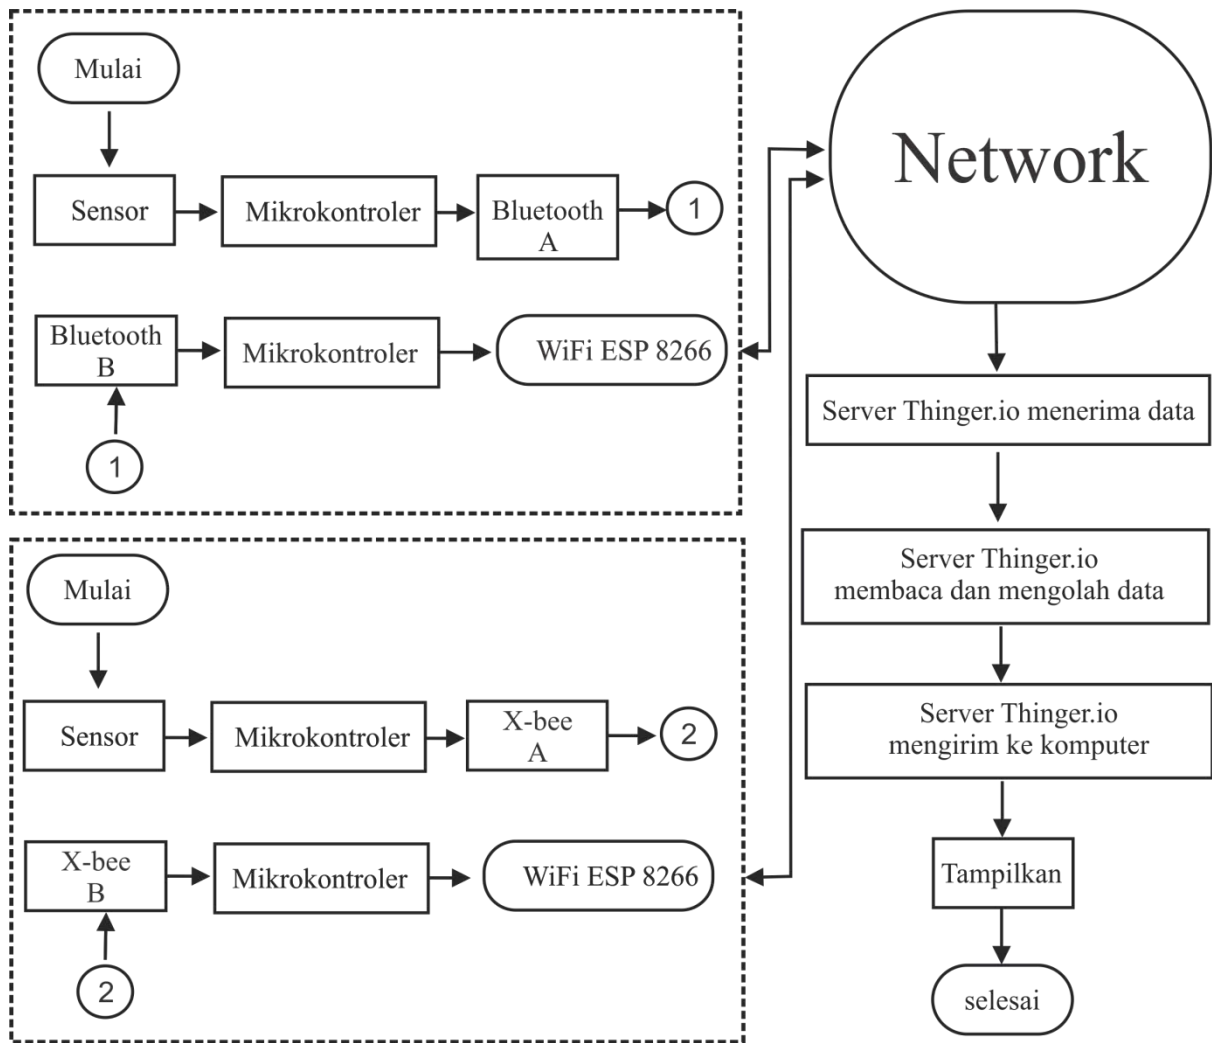 Mulai
Sensor
Mikrokontroler
Bluetooth
A
1
Bluetooth
B
Mikrokontroler
WiFi ESP 8266
1
Mulai
Sensor
Mikrokontroler
X-bee
A
2
X-bee
B
Mikrokontroler
WiFi ESP 8266
2
Network
Server Thinger.io menerima data
Server Thinger.io
membaca dan mengolah data
Server Thinger.io
mengirim ke komputer
Tampilkan
selesai